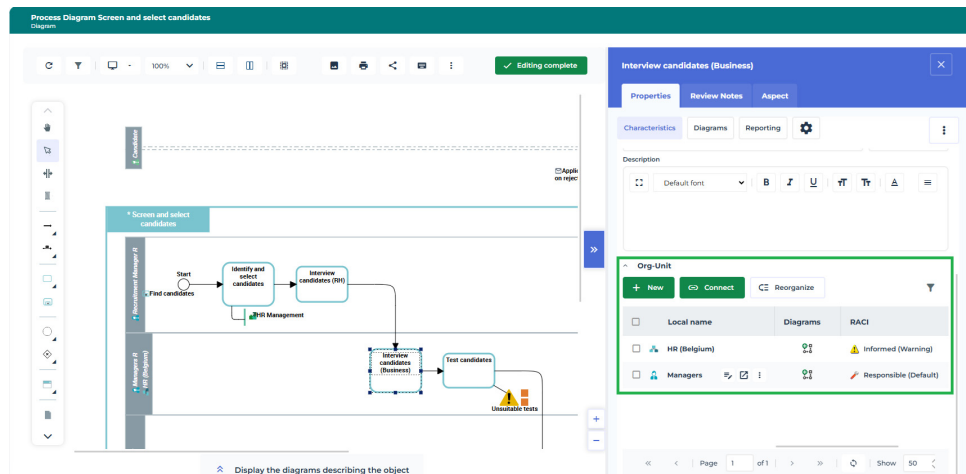 Process Diagram Screen and select candidates
Diagram
100%
Editing complete
Candidate
Applic
on reject
* Screen and select
candidates
Recruitment Manager R
Start
Find candidates
Identify and
select
candidates
Interview
candidates (RH)
HR Management
Managers R
HR (Belgium)
Interview
candidates
(Business)
Test candidates
Unsuitable tests
Display the diagrams describing the object
Interview candidates (Business)
Properties
Review Notes
Aspect
Characteristics
Diagrams
Reporting
Description
Default font
B
I
U
A
Org-Unit
New
Connect
Reorganize
Local name
Diagrams
RACI
HR (Belgium)
Informed (Warning)
Managers
Responsible (Default)
Page 1 of 1
Show 50